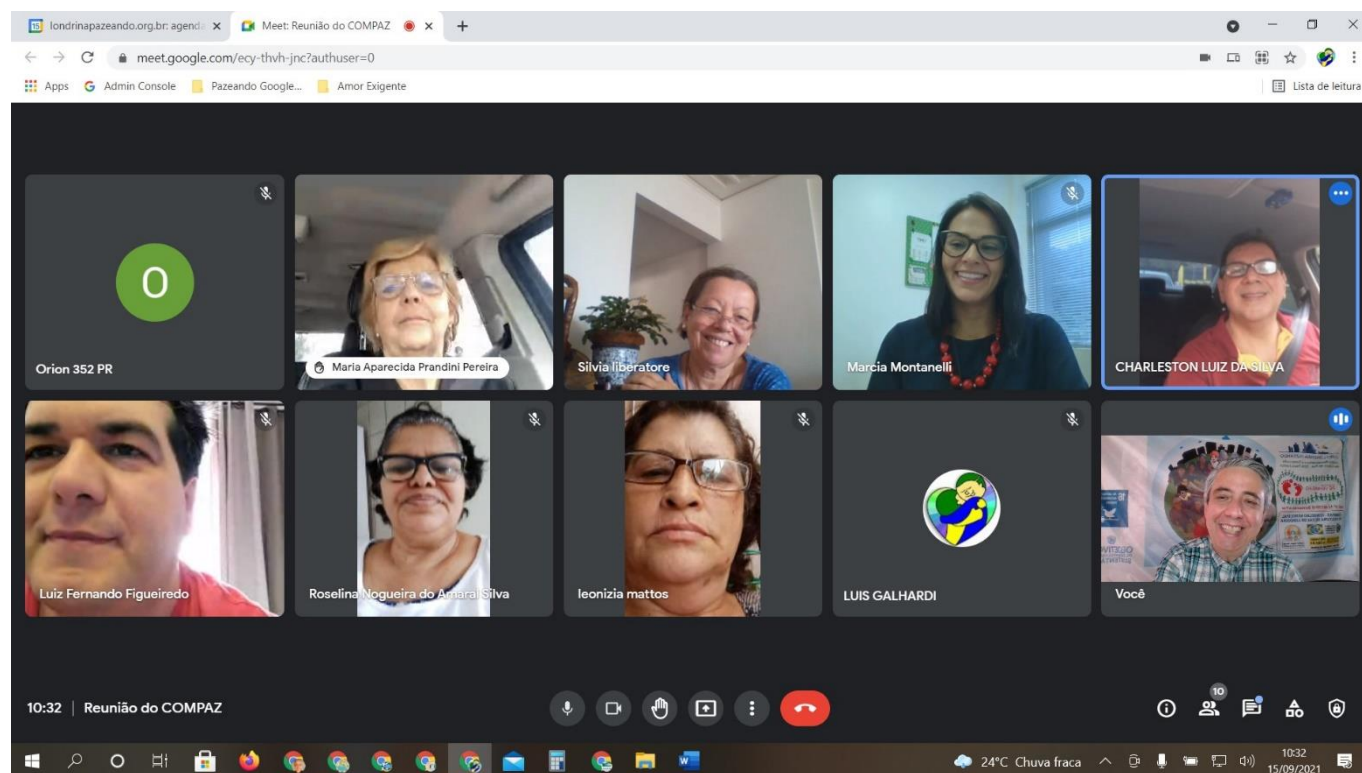 londrinapazeando.org.br: agenda
Meet: Reunião do COMPAZ
meet.google.com/ecy-thvh-jnc?authuser=0
Apps
Admin Console
Pazeando Google...
Amor Exigente
Lista de leitura
O
Orion 352 PR
Maria Aparecida Prandini Pereira
Silvia liberatore
Marcia Montanelli
CHARLESTON LUIZ DA SILVA
Luiz Fernando Figueiredo
Roselina Nogueira do Amaral Silva
leonizia mattos
LUIS GALHARDI
Você
10:32 | Reunião do COMPAZ
10
24°C Chuva fraca
10:32
15/09/2021